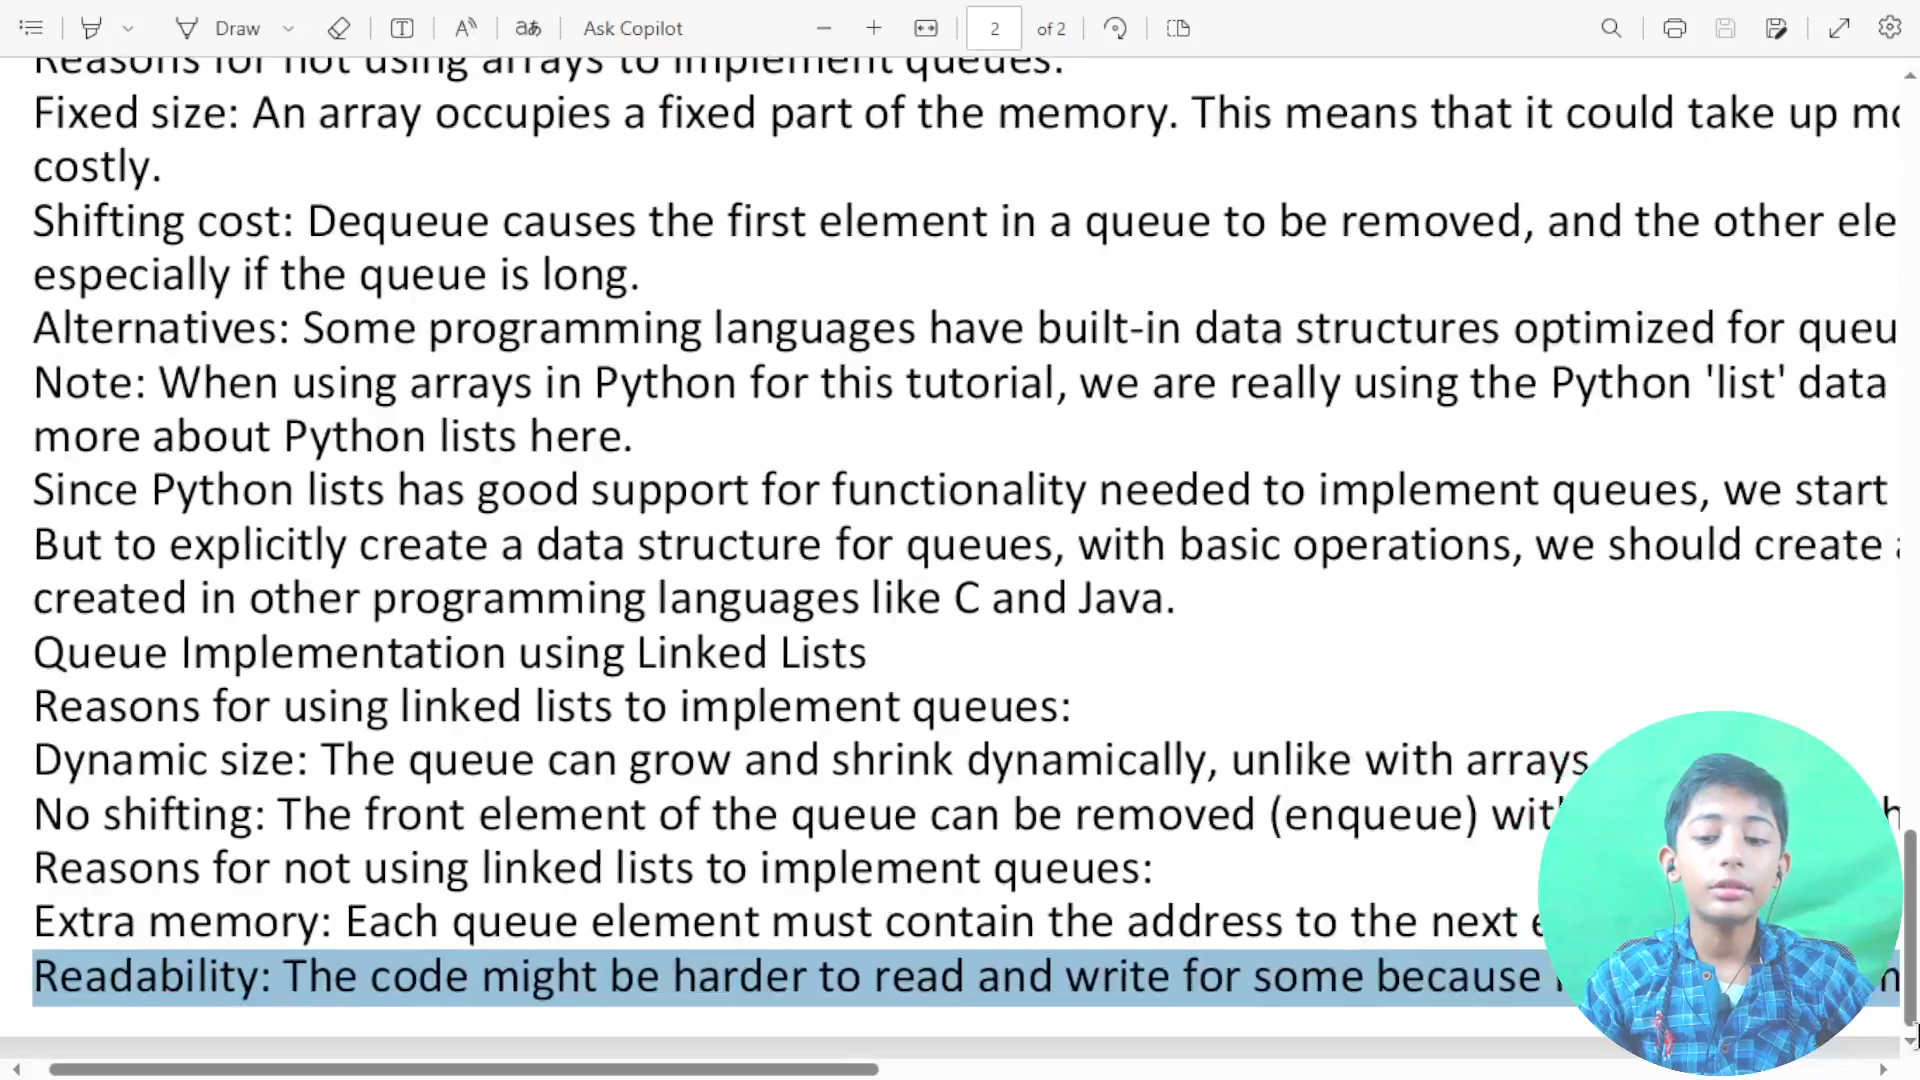 Draw
Ask Copilot
2 of 2
Reasons for not using arrays to implement queues:
Fixed size: An array occupies a fixed part of the memory. This means that it could take up
costly.
Shifting cost: Dequeue causes the first element in a queue to be removed, and the other ele
especially if the queue is long.
Alternatives: Some programming languages have built-in data structures optimized for queu
Note: When using arrays in Python for this tutorial, we are really using the Python 'list' data
more about Python lists here.
Since Python lists has good support for functionality needed to implement queues, we start
But to explicitly create a data structure for queues, with basic operations, we should create
created in other programming languages like C and Java.
Queue Implementation using Linked Lists
Reasons for using linked lists to implement queues:
Dynamic size: The queue can grow and shrink dynamically, unlike with arrays
No shifting: The front element of the queue can be removed (enqueue)
Reasons for not using linked lists to implement queues:
Extra memory: Each queue element must contain the address to the next
Readability: The code might be harder to read and write for some because